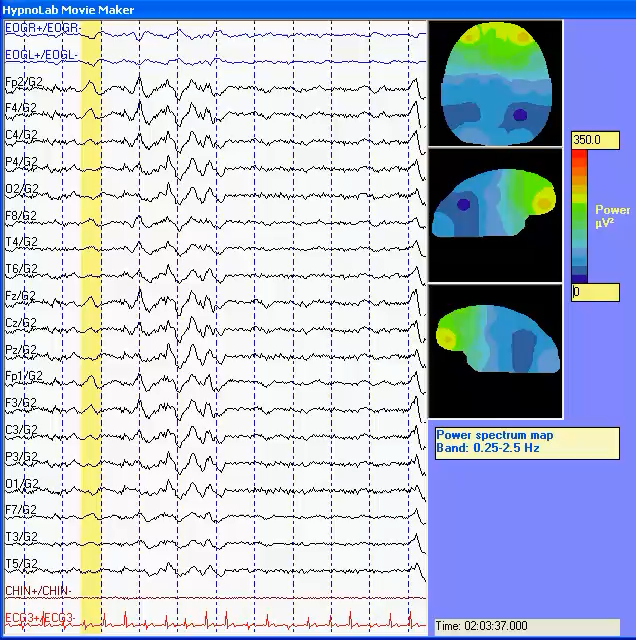 HypnoLab Movie Maker
EOGR+/EOGR-
EOGL+/EOGL-
Fp2/G2
F4/G2
C4/G2
P4/G2
O2/G2
F8/G2
T4/G2
T6/G2
Fz/G2
Cz/G2
Pz/G2
Fp1/G2
F3/G2
C3/G2
P3/G2
O1/G2
F7/G2
T3/G2
T5/G2
CHIN+/CHIN-
ECG3+/ECG3-
350.0
Power
µV²
0
Power spectrum map
Band: 0.25-2.5 Hz
Time: 02:03:37.000